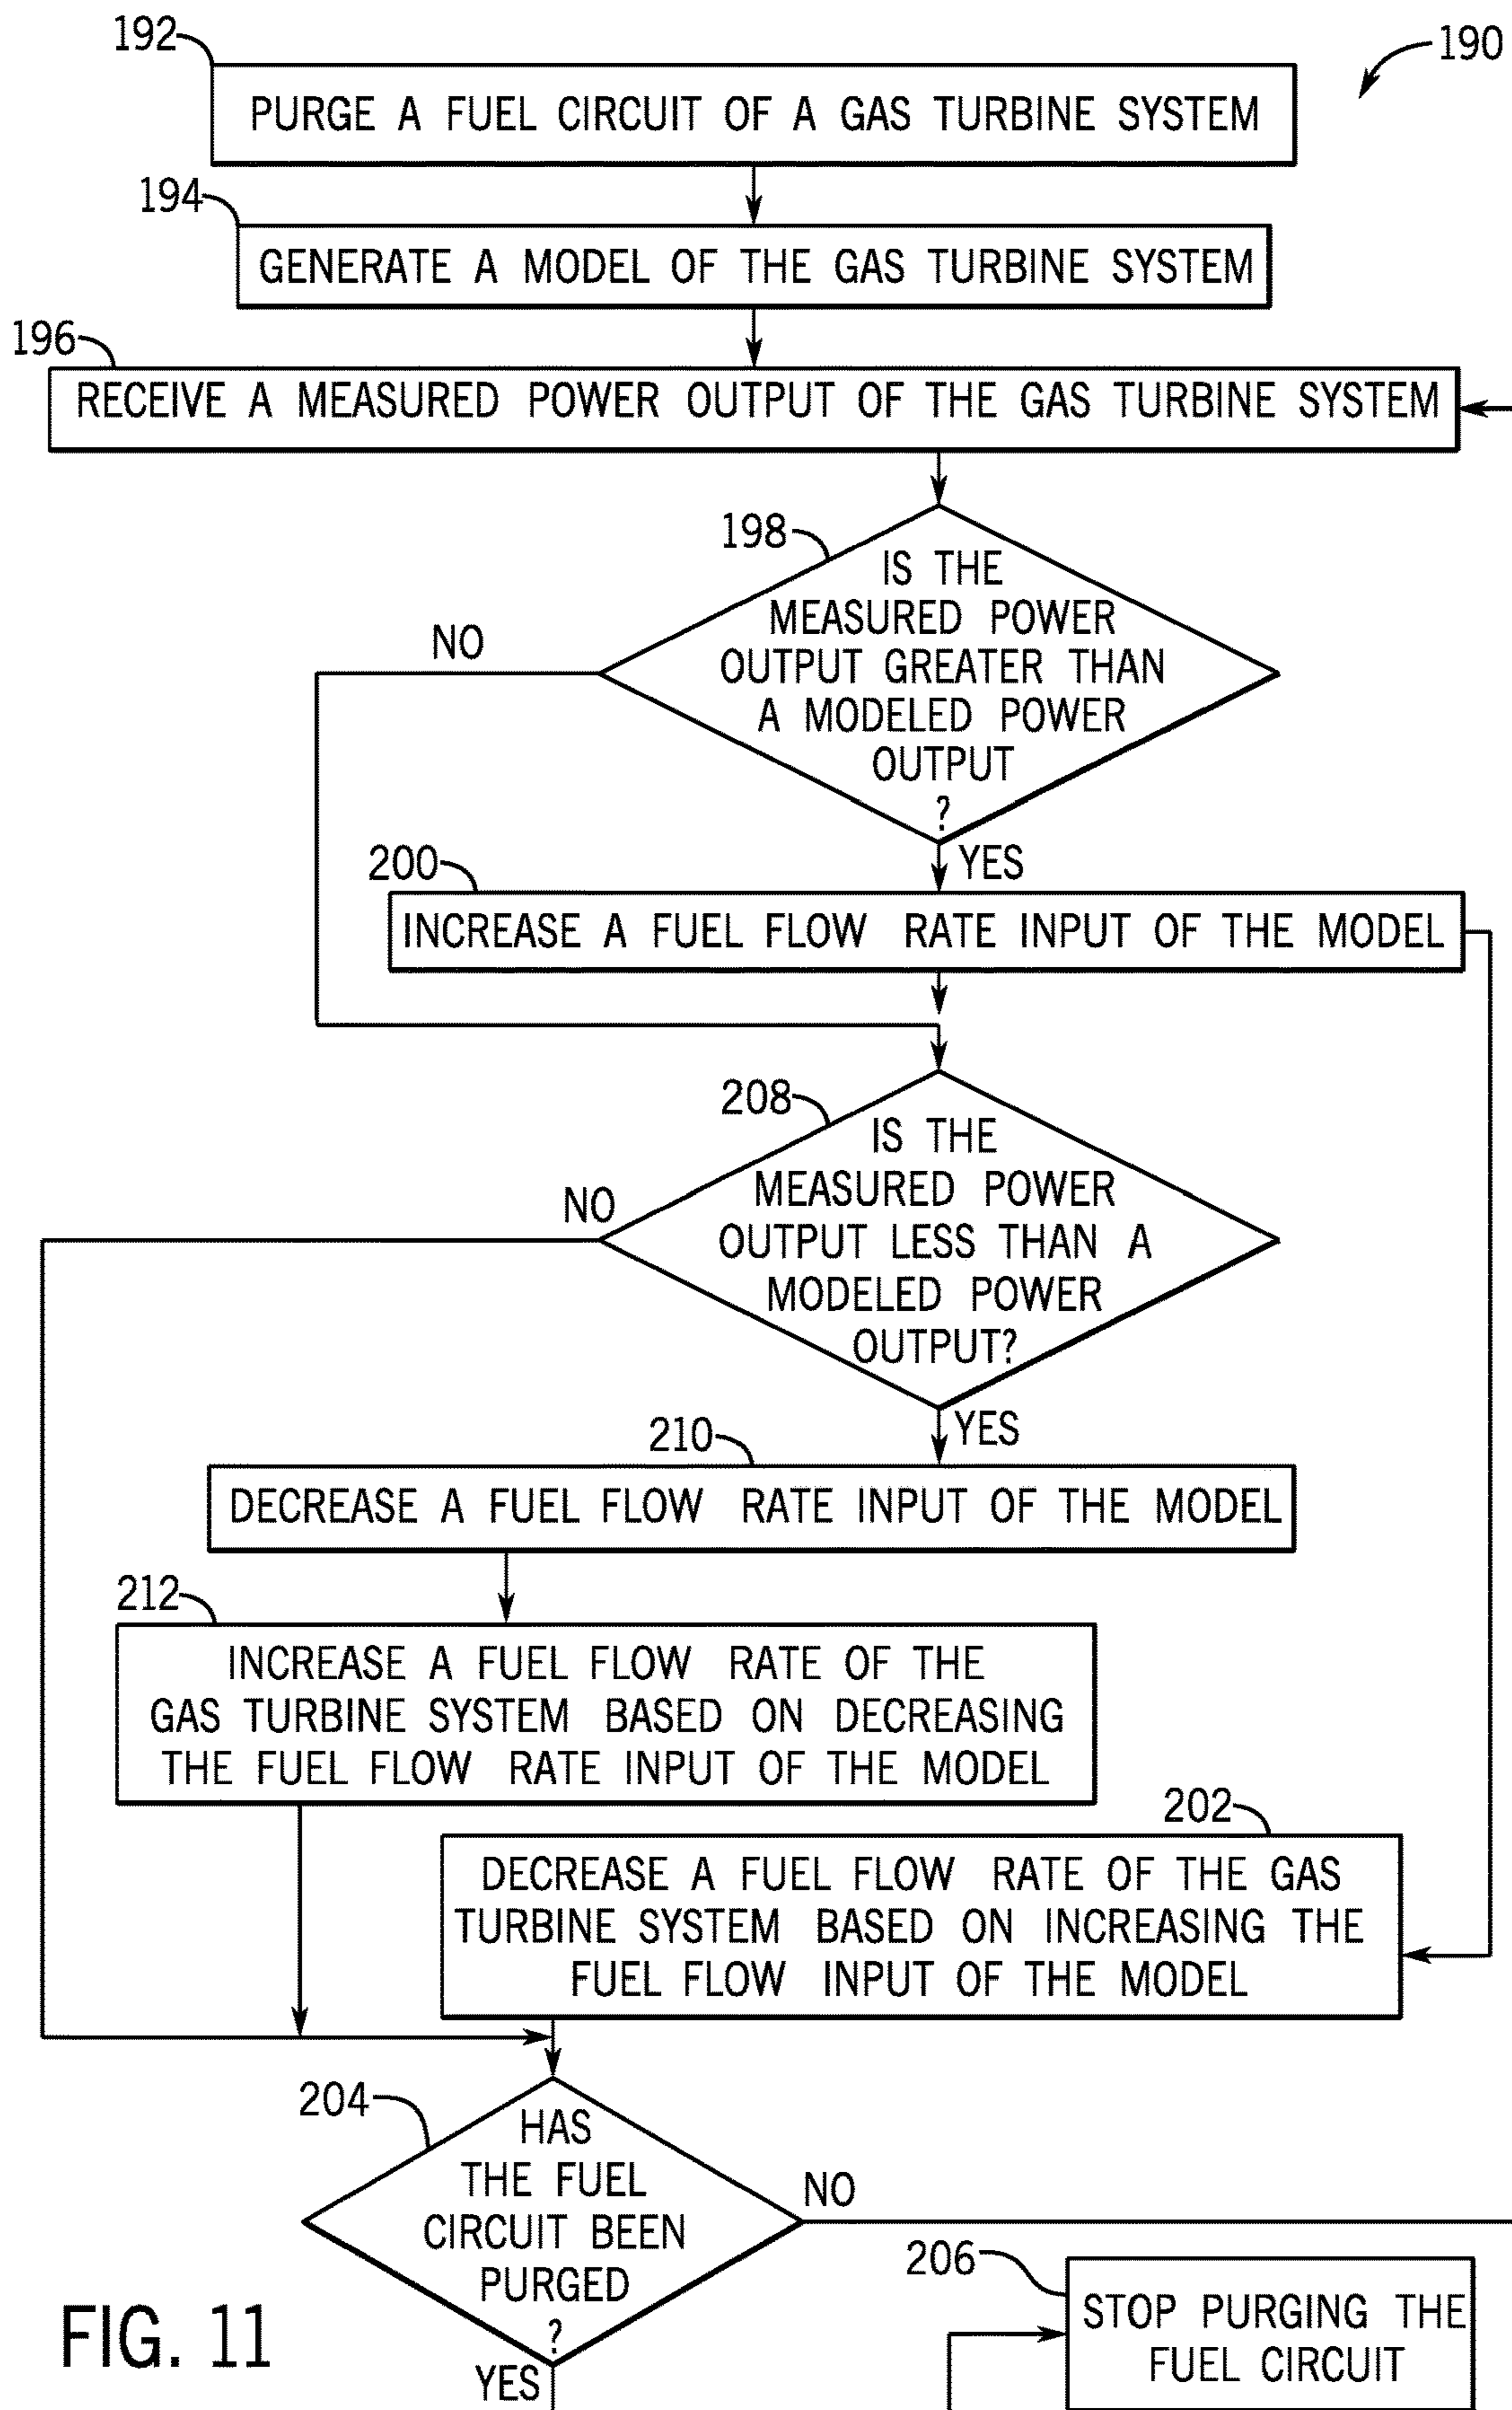 192
190
PURGE A FUEL CIRCUIT OF A GAS TURBINE SYSTEM
194
GENERATE A MODEL OF THE GAS TURBINE SYSTEM
196
RECEIVE A MEASURED POWER OUTPUT OF THE GAS TURBINE SYSTEM
198
IS THE
MEASURED POWER
OUTPUT GREATER THAN
A MODELED POWER
OUTPUT
?
NO
YES
200
INCREASE A FUEL FLOW RATE INPUT OF THE MODEL
208
IS THE
MEASURED POWER
OUTPUT LESS THAN A
MODELED POWER
OUTPUT?
NO
YES
210
DECREASE A FUEL FLOW RATE INPUT OF THE MODEL
212
INCREASE A FUEL FLOW RATE OF THE
GAS TURBINE SYSTEM BASED ON DECREASING
THE FUEL FLOW RATE INPUT OF THE MODEL
202
DECREASE A FUEL FLOW RATE OF THE GAS
TURBINE SYSTEM BASED ON INCREASING THE
FUEL FLOW INPUT OF THE MODEL
204
HAS
THE FUEL
CIRCUIT BEEN
PURGED
?
NO
YES
206
STOP PURGING THE
FUEL CIRCUIT
FIG. 11